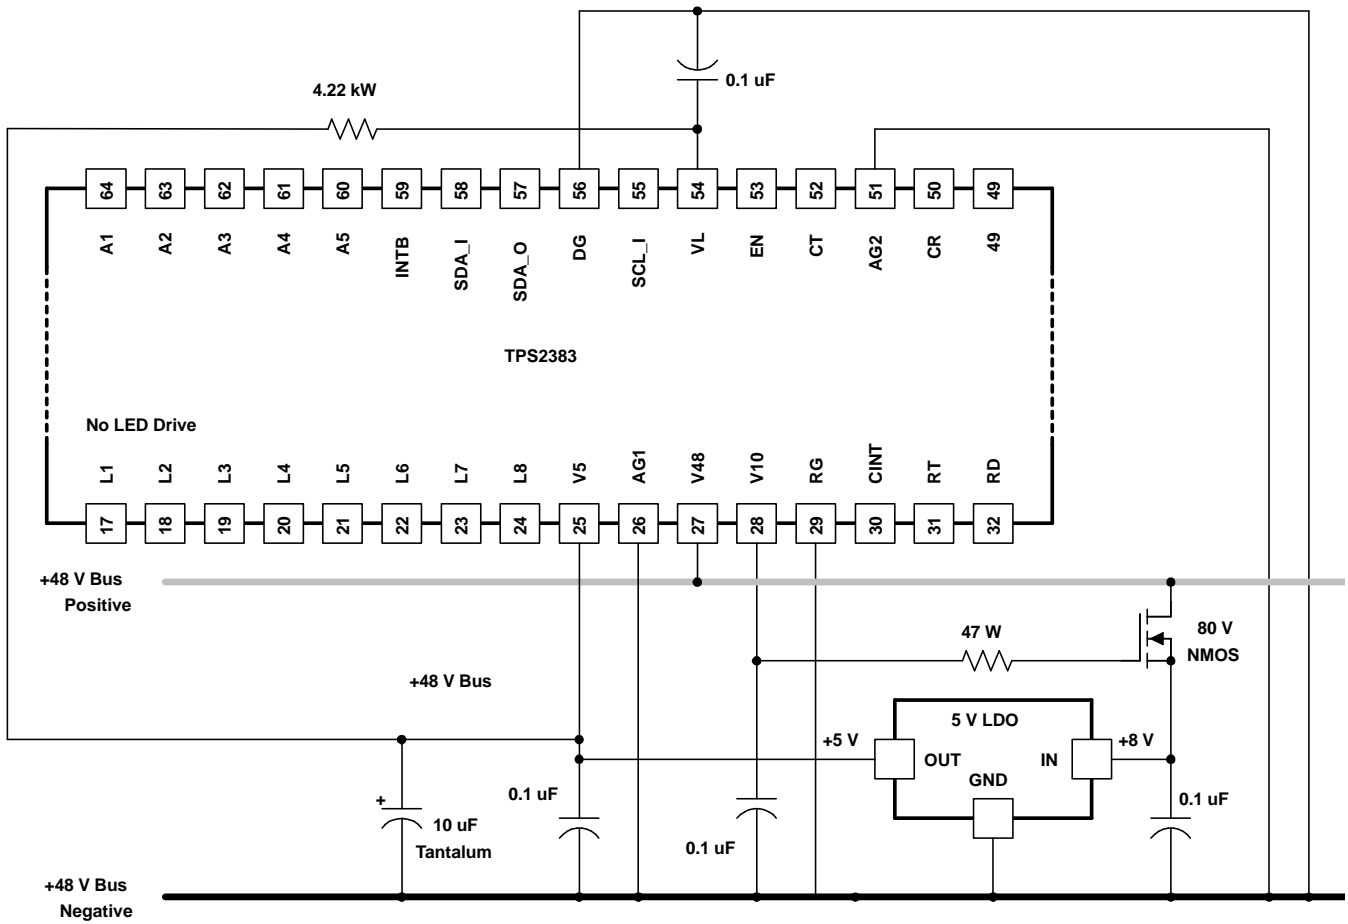 0.1 uF
4.22 kW
64 63 62 61 60 59 58 57 56 55 54 53 52 51 50 49
A1 A2 A3 A4 A5 INTB SDA_I SDA_O DG SCL_I VL EN CT AG2 CR 49
TPS2383
No LED Drive
L1 L2 L3 L4 L5 L6 L7 L8 V5 AG1 V48 V10 RG CINT RT RD
17 18 19 20 21 22 23 24 25 26 27 28 29 30 31 32
+48 V Bus
Positive
47 W
80 V
NMOS
+48 V Bus
5 V LDO
+5 V
OUT
IN
+8 V
GND
0.1 uF
0.1 uF
+
10 uF
Tantalum
0.1 uF
+48 V Bus
Negative